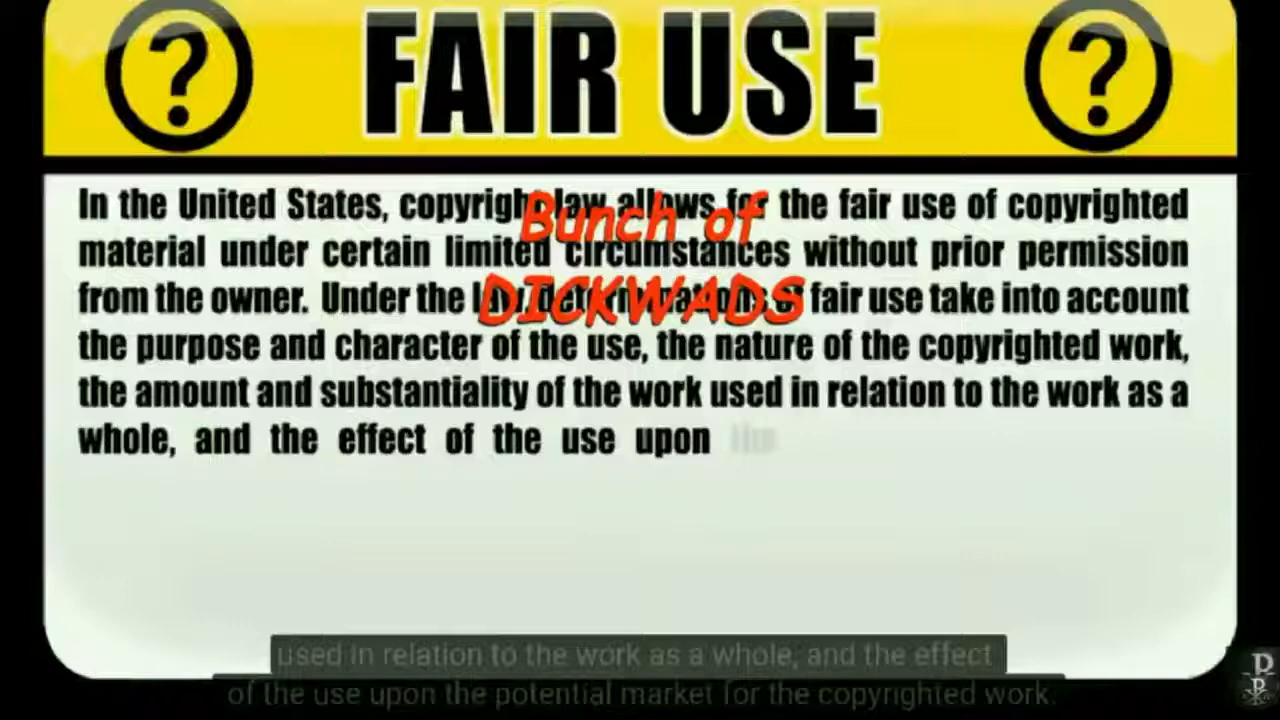 ?
FAIR USE
?
In the United States, copyright law allows for the fair use of copyrighted
material under certain limited circumstances without prior permission
from the owner. Under the law, determinations of fair use take into account
the purpose and character of the use, the nature of the copyrighted work,
the amount and substantiality of the work used in relation to the work as a
whole, and the effect of the use upon the
Bunch of
DICKWADS
used in relation to the work as a whole, and the effect
of the use upon the potential market for the copyrighted work.